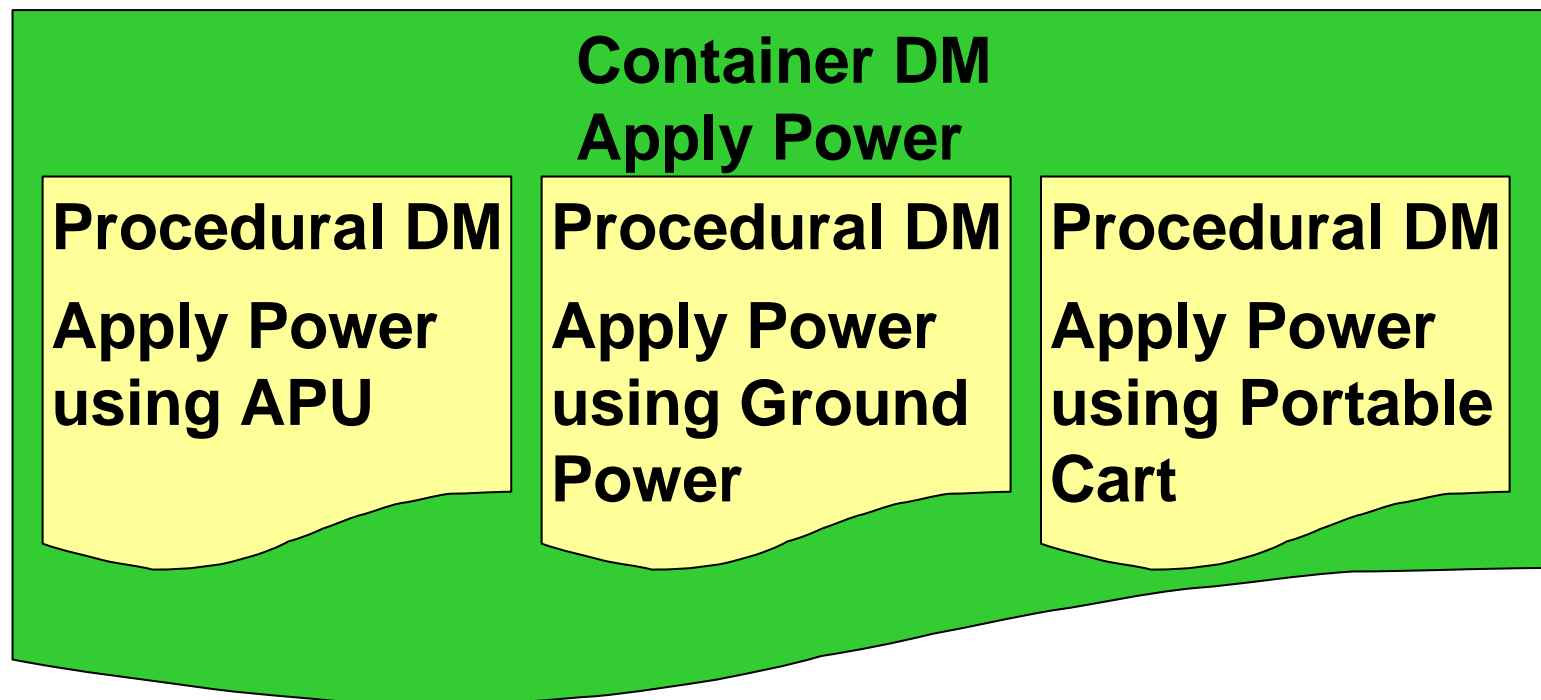 Container DM
Apply Power
Procedural DM
Apply Power
using APU
Procedural DM
Apply Power
using Ground
Power
Procedural DM
Apply Power
using Portable
Cart